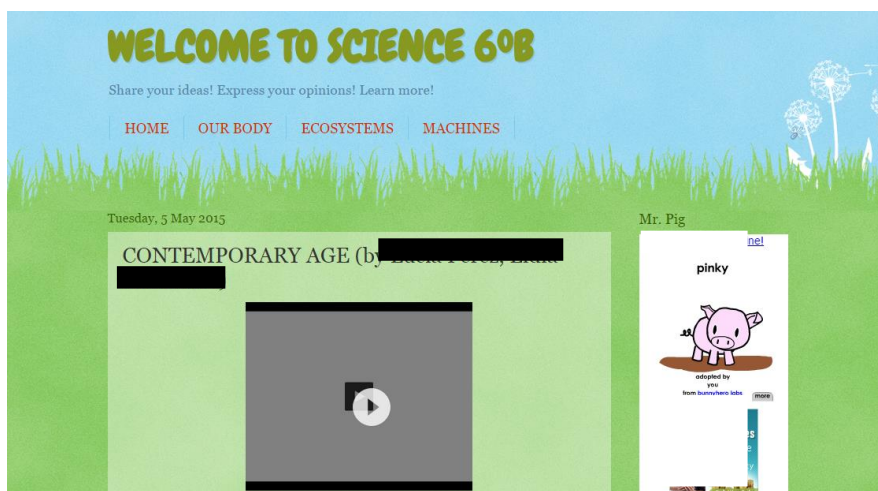 WELCOME TO SCIENCE 6ºB
Share your ideas! Express your opinions! Learn more!
HOME OUR BODY ECOSYSTEMS MACHINES
Tuesday, 5 May 2015
CONTEMPORARY AGE (by
Mr. Pig
ne!
pinky
adopted by
you
from bunnyhero labs
more